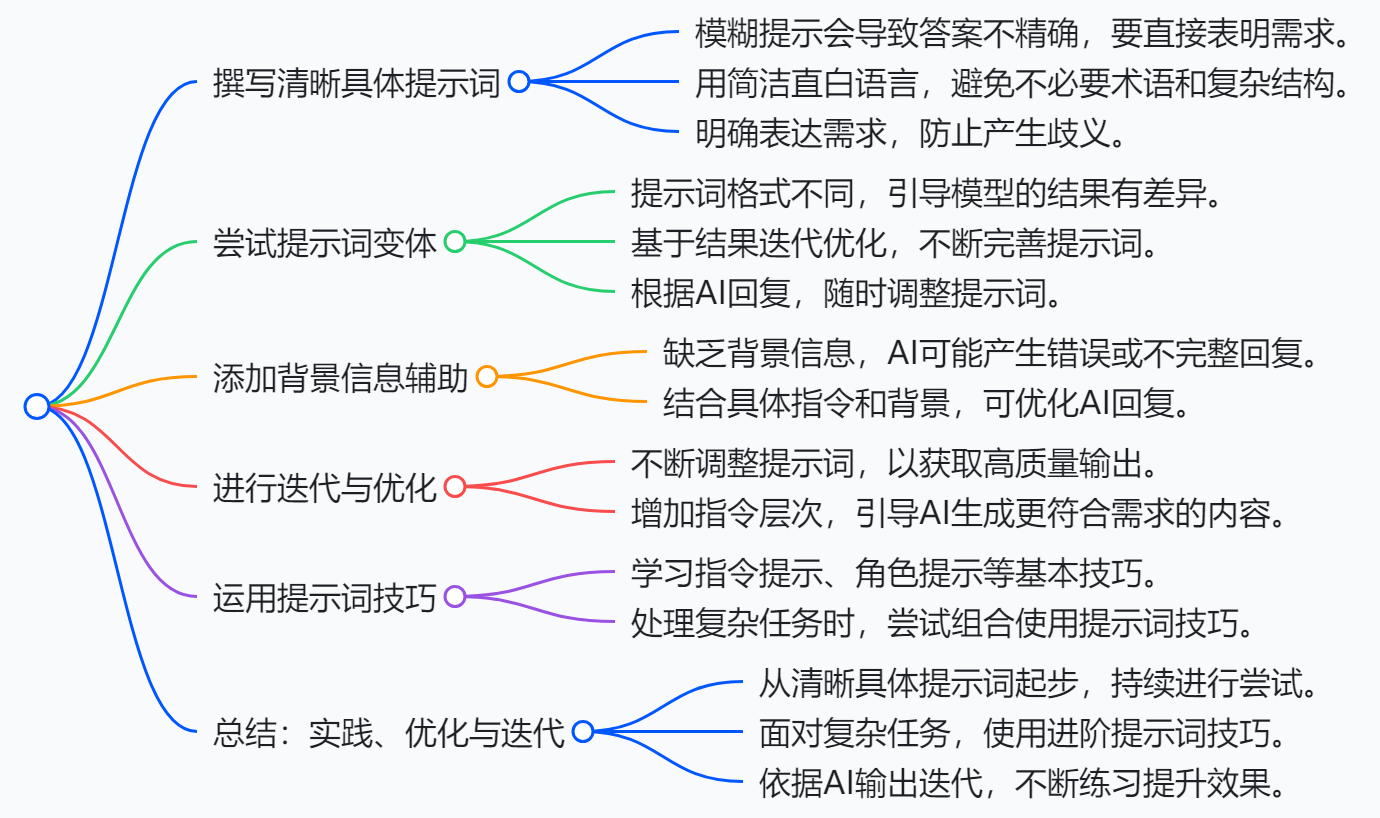 撰写清晰具体提示词
模糊提示会导致答案不精确，要直接表明需求。
用简洁直白语言，避免不必要术语和复杂结构。
明确表达需求，防止产生歧义。
尝试提示词变体
提示词格式不同，引导模型的结果有差异。
基于结果迭代优化，不断完善提示词。
根据AI回复，随时调整提示词。
添加背景信息辅助
缺乏背景信息，AI可能产生错误或不完整回复。
结合具体指令和背景，可优化AI回复。
进行迭代与优化
不断调整提示词，以获取高质量输出。
增加指令层次，引导AI生成更符合需求的内容。
运用提示词技巧
学习指令提示、角色提示等基本技巧。
处理复杂任务时，尝试组合使用提示词技巧。
总结：实践、优化与迭代
从清晰具体提示词起步，持续进行尝试。
面对复杂任务，使用进阶提示词技巧。
依据AI输出迭代，不断练习提升效果。